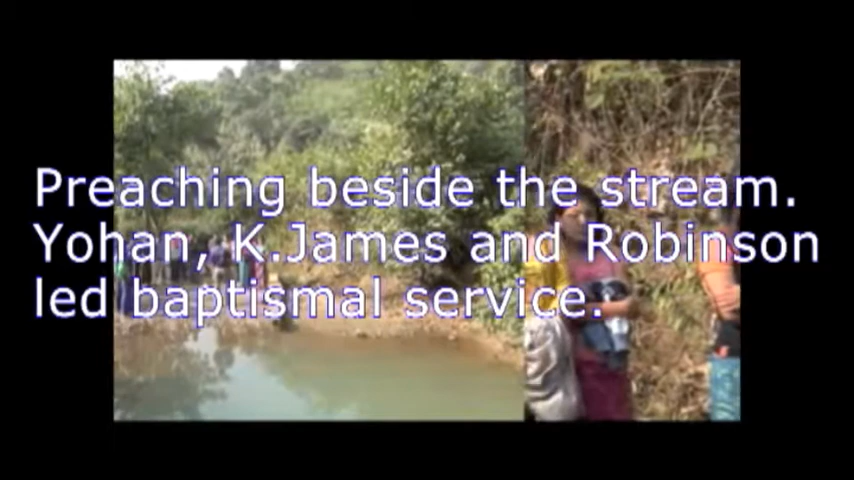 Preaching beside the stream.
Yohan, K.James and Robinson
led baptismal service.